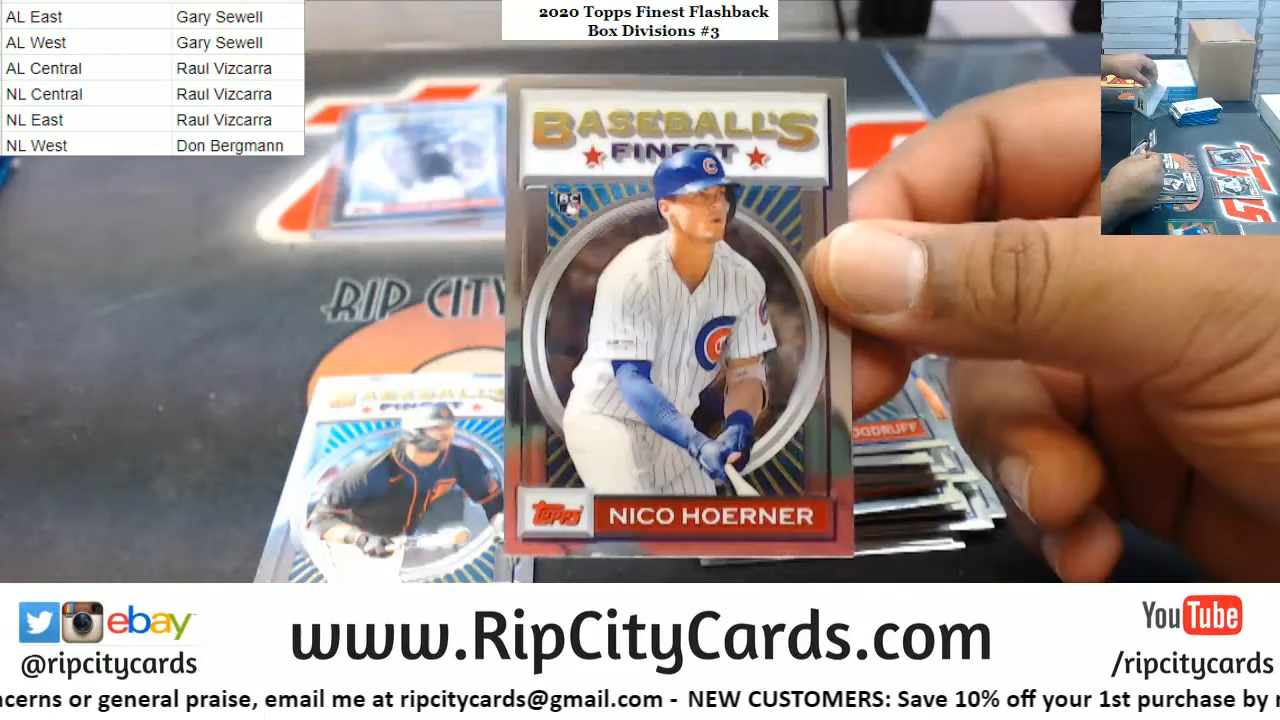 AL East Gary Sewell
AL West Gary Sewell
AL Central Raul Vizcarra
NL Central Raul Vizcarra
NL East Raul Vizcarra
NL West Don Bergmann
2020 Topps Finest Flashback
Box Divisions #3
BASEBALL'S
FINEST
RC
Topps
NICO HOERNER
RIP CITY
BASEBALL'S
FINEST
ebay
@ripcitycards
www.RipCityCards.com
YouTube
/ripcitycards
ncerns or general praise, email me at ripcitycards@gmail.com - NEW CUSTOMERS: Save 10% off your 1st purchase by